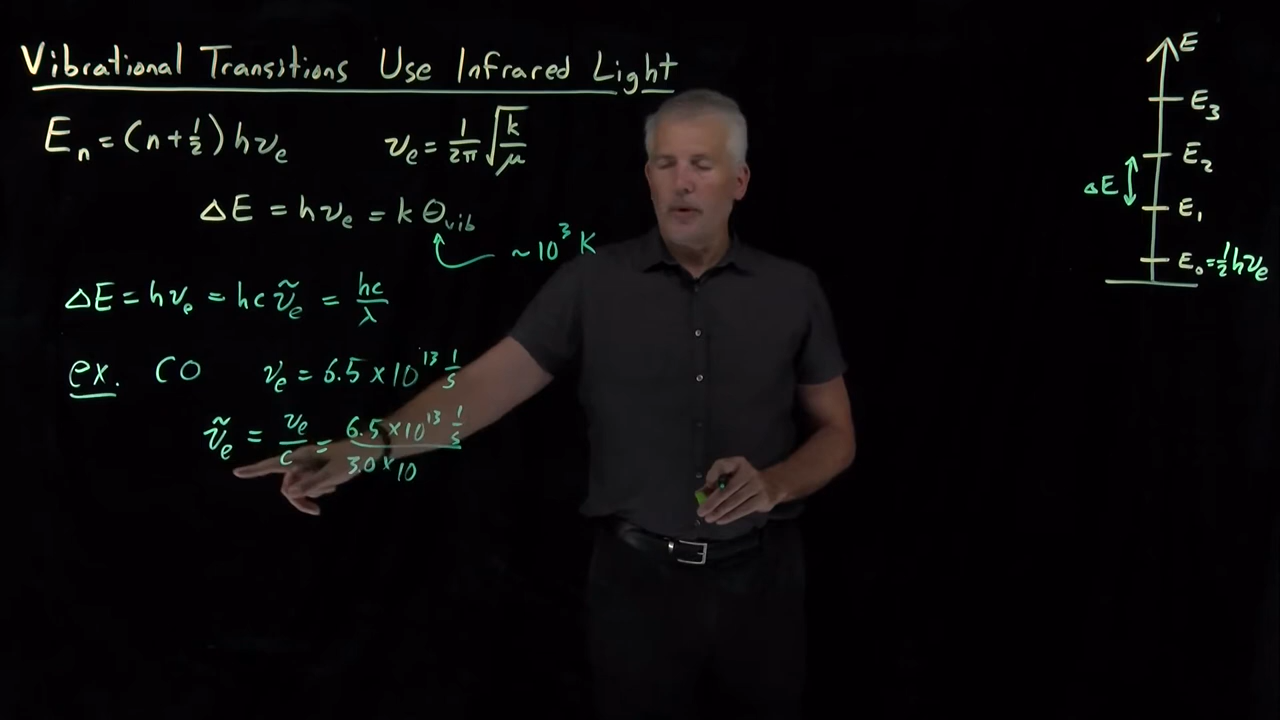 Vibrational Transitions Use Infrared Light
Eₙ = (n+½) hνₑ
νₑ = 1/2π √(k/μ)
ΔE = hνₑ = k Θvib
~10³ K
ΔE = hνₑ = hc ν̃ₑ = hc/λ
ex. CO νₑ = 6.5 × 10¹³ 1/s
ν̃ₑ = νₑ/c = 6.5 × 10¹³ 1/s / 3.0 × 10
E
E₃
E₂
ΔE
E₁
E₀ = ½hνₑ